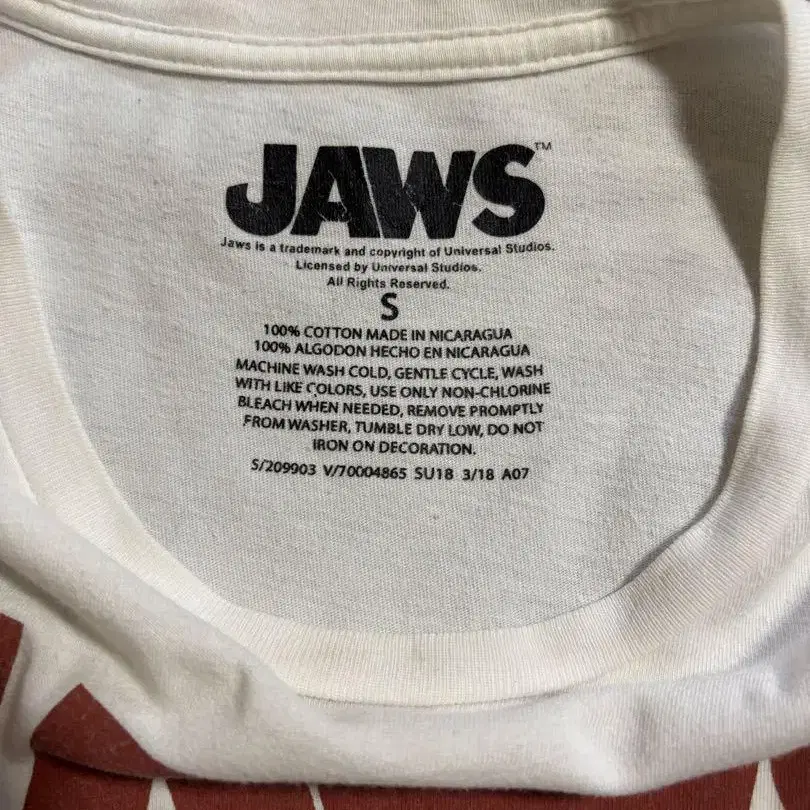 JAWS™
Jaws is a trademark and copyright of Universal Studios.
Licensed by Universal Studios.
All Rights Reserved.
S
100% COTTON MADE IN NICARAGUA
100% ALGODON HECHO EN NICARAGUA
MACHINE WASH COLD, GENTLE CYCLE, WASH
WITH LIKE COLORS, USE ONLY NON-CHLORINE
BLEACH WHEN NEEDED, REMOVE PROMPTLY
FROM WASHER, TUMBLE DRY LOW, DO NOT
IRON ON DECORATION.
S/209903 V/70004865 SU18 3/18 A07